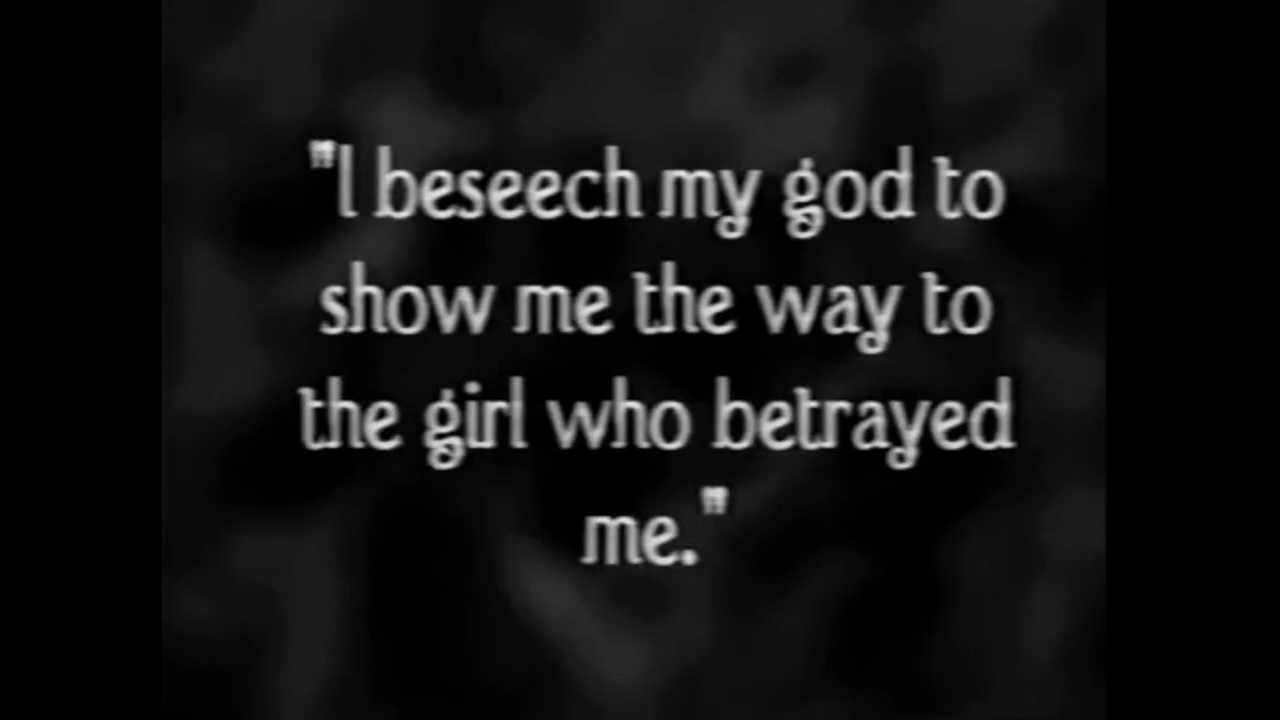 "I beseech my god to
show me the way to
the girl who betrayed
me."